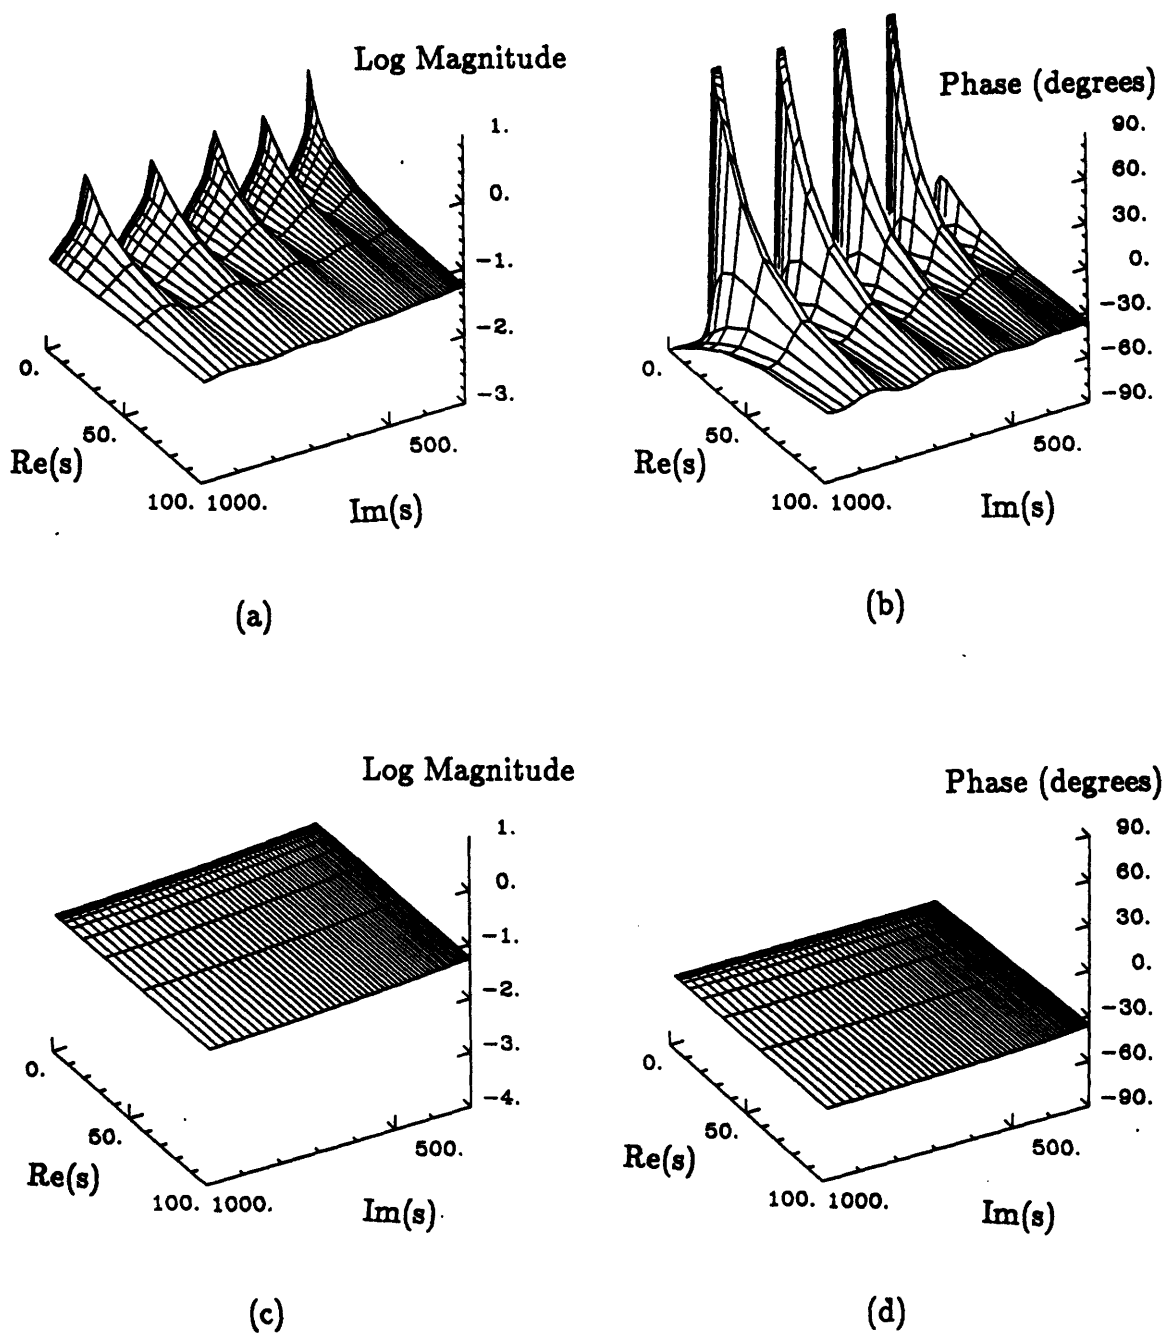 Log Magnitude
1.
0.
-1.
-2.
-3.
0.
50.
100.
Re(s)
1000.
500.
Im(s)
(a)
Phase (degrees)
90.
60.
30.
0.
-30.
-60.
-90.
0.
50.
100.
Re(s)
1000.
500.
Im(s)
(b)
Log Magnitude
1.
0.
-1.
-2.
-3.
-4.
0.
50.
100.
Re(s)
1000.
500.
Im(s)
(c)
Phase (degrees)
90.
60.
30.
0.
-30.
-60.
-90.
0.
50.
100.
Re(s)
1000.
500.
Im(s)
(d)